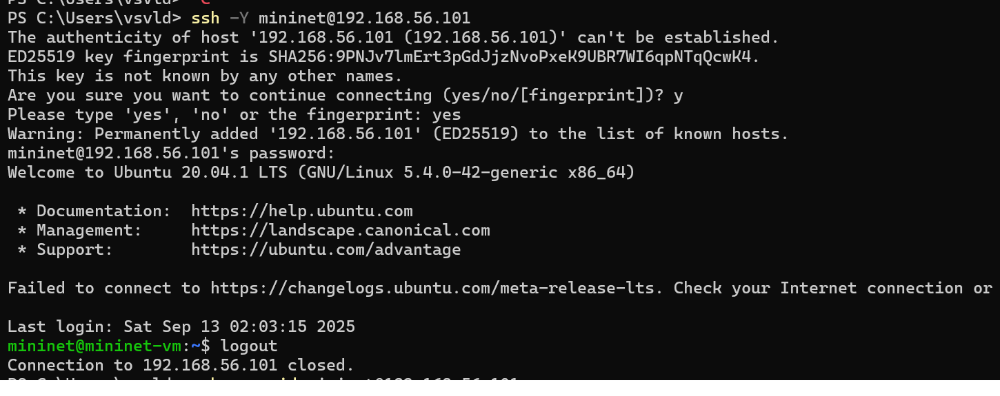 PS C:\Users\vsvld> ^C
PS C:\Users\vsvld> ssh -Y mininet@192.168.56.101
The authenticity of host '192.168.56.101 (192.168.56.101)' can't be established.
ED25519 key fingerprint is SHA256:9PNJv7lmErt3pGdJjzNvoPxeK9UBR7WI6qpNTqQcwK4.
This key is not known by any other names.
Are you sure you want to continue connecting (yes/no/[fingerprint])? y
Please type 'yes', 'no' or the fingerprint: yes
Warning: Permanently added '192.168.56.101' (ED25519) to the list of known hosts.
mininet@192.168.56.101's password:
Welcome to Ubuntu 20.04.1 LTS (GNU/Linux 5.4.0-42-generic x86_64)
 * Documentation:  https://help.ubuntu.com
 * Management:     https://landscape.canonical.com
 * Support:        https://ubuntu.com/advantage
Failed to connect to https://changelogs.ubuntu.com/meta-release-lts. Check your Internet connection or
Last login: Sat Sep 13 02:03:15 2025
mininet@mininet-vm:~$ logout
Connection to 192.168.56.101 closed.
PS C:\Users\vsvld>